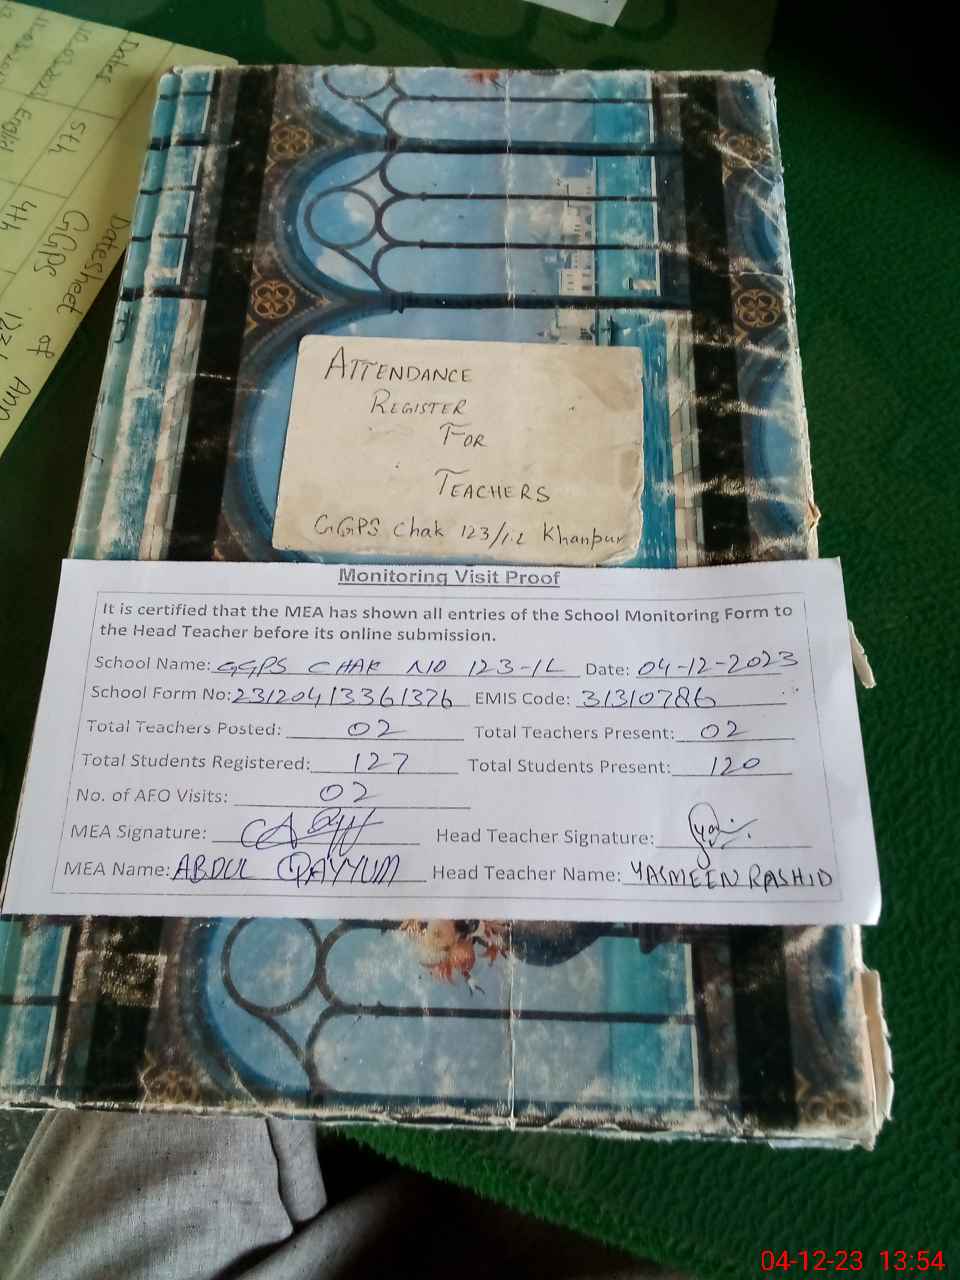 Dates
5th
4th
Datesheet of
GGPS 123/
ATTENDANCE
REGISTER
FOR
TEACHERS
GGPS Chak 123/1.L Khanpur
Monitoring Visit Proof
It is certified that the MEA has shown all entries of the School Monitoring Form to
the Head Teacher before its online submission.
School Name: GGPS CHAK NO 123-1L Date: 04-12-2023
School Form No: 23120413361376 EMIS Code: 31310786
Total Teachers Posted: 02 Total Teachers Present: 02
Total Students Registered: 127 Total Students Present: 120
No. of AEO Visits: 02
MEA Signature: Head Teacher Signature:
MEA Name: ABDUL QAYYUM Head Teacher Name: YASMEEN RASHID
04-12-23 13:54